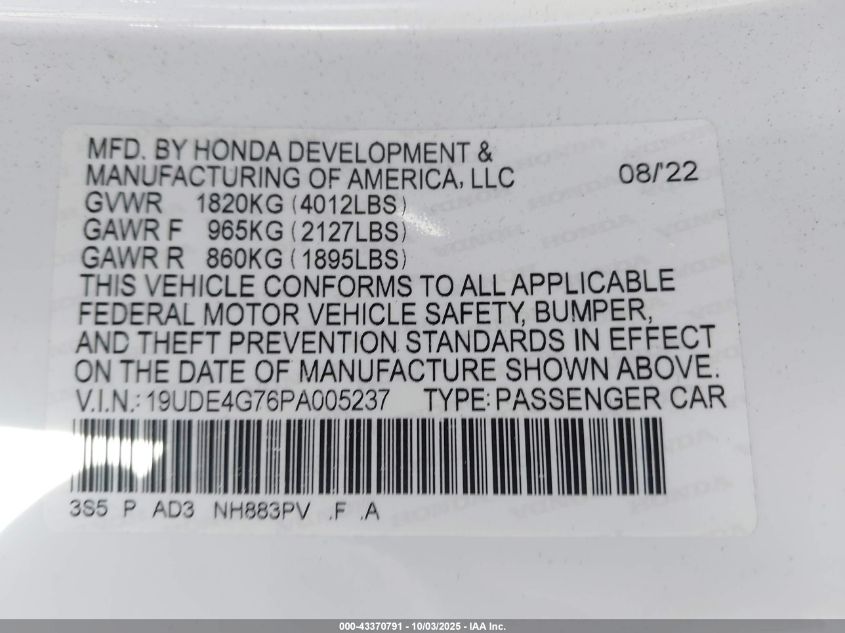 MFD. BY HONDA DEVELOPMENT &
MANUFACTURING OF AMERICA, LLC 08/'22
GVWR 1820KG (4012LBS)
GAWR F 965KG (2127LBS)
GAWR R 860KG (1895LBS)
THIS VEHICLE CONFORMS TO ALL APPLICABLE
FEDERAL MOTOR VEHICLE SAFETY, BUMPER,
AND THEFT PREVENTION STANDARDS IN EFFECT
ON THE DATE OF MANUFACTURE SHOWN ABOVE.
V.I.N.: 19UDE4G76PA005237 TYPE: PASSENGER CAR
3S5 P AD3 NH883PV .F .A
000-43370791 - 10/03/2025 - IAA Inc.